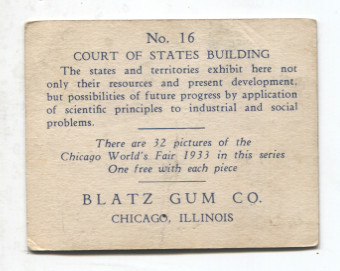 No. 16
COURT OF STATES BUILDING
The states and territories exhibit here not
only their resources and present development,
but possibilities of future progress by application
of scientific principles to industrial and social
problems.
There are 32 pictures of the
Chicago World's Fair 1933 in this series
One free with each piece
BLATZ GUM CO.
CHICAGO, ILLINOIS